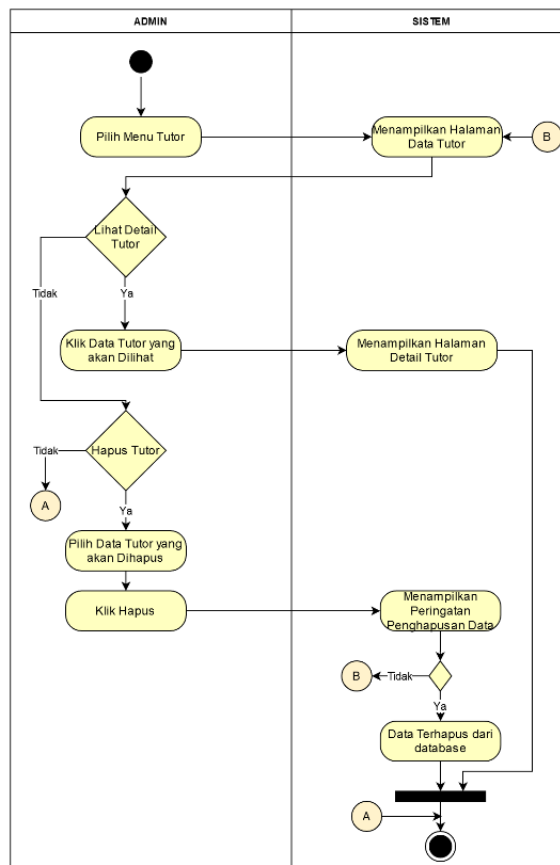 ADMIN
SISTEM
Pilih Menu Tutor
Menampilkan Halaman
Data Tutor
B
Lihat Detail
Tutor
Tidak
Ya
Klik Data Tutor yang
akan Dilihat
Menampilkan Halaman
Detail Tutor
Hapus Tutor
Tidak
A
Ya
Pilih Data Tutor yang
akan Dihapus
Klik Hapus
Menampilkan
Peringatan
Penghapusan Data
B
Tidak
Ya
Data Terhapus dari
database
A